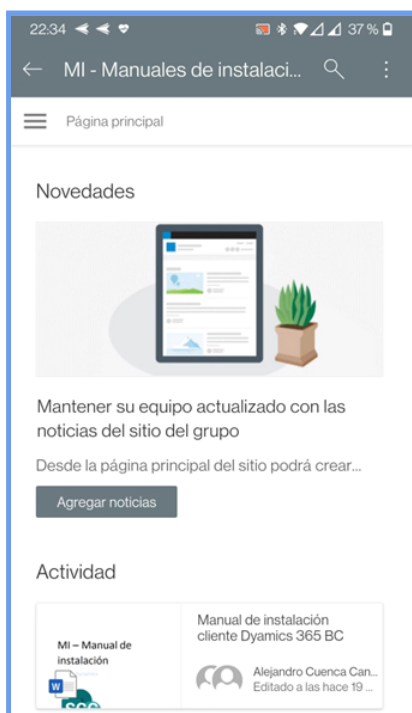 22:34 37 %
MI - Manuales de instalaci...
Página principal
Novedades
Mantener su equipo actualizado con las
noticias del sitio del grupo
Desde la página principal del sitio podrá crear...
Agregar noticias
Actividad
MI – Manual de
instalación
W
Manual de instalación
cliente Dyamics 365 BC
Alejandro Cuenca Can...
Editado a las hace 19 ...